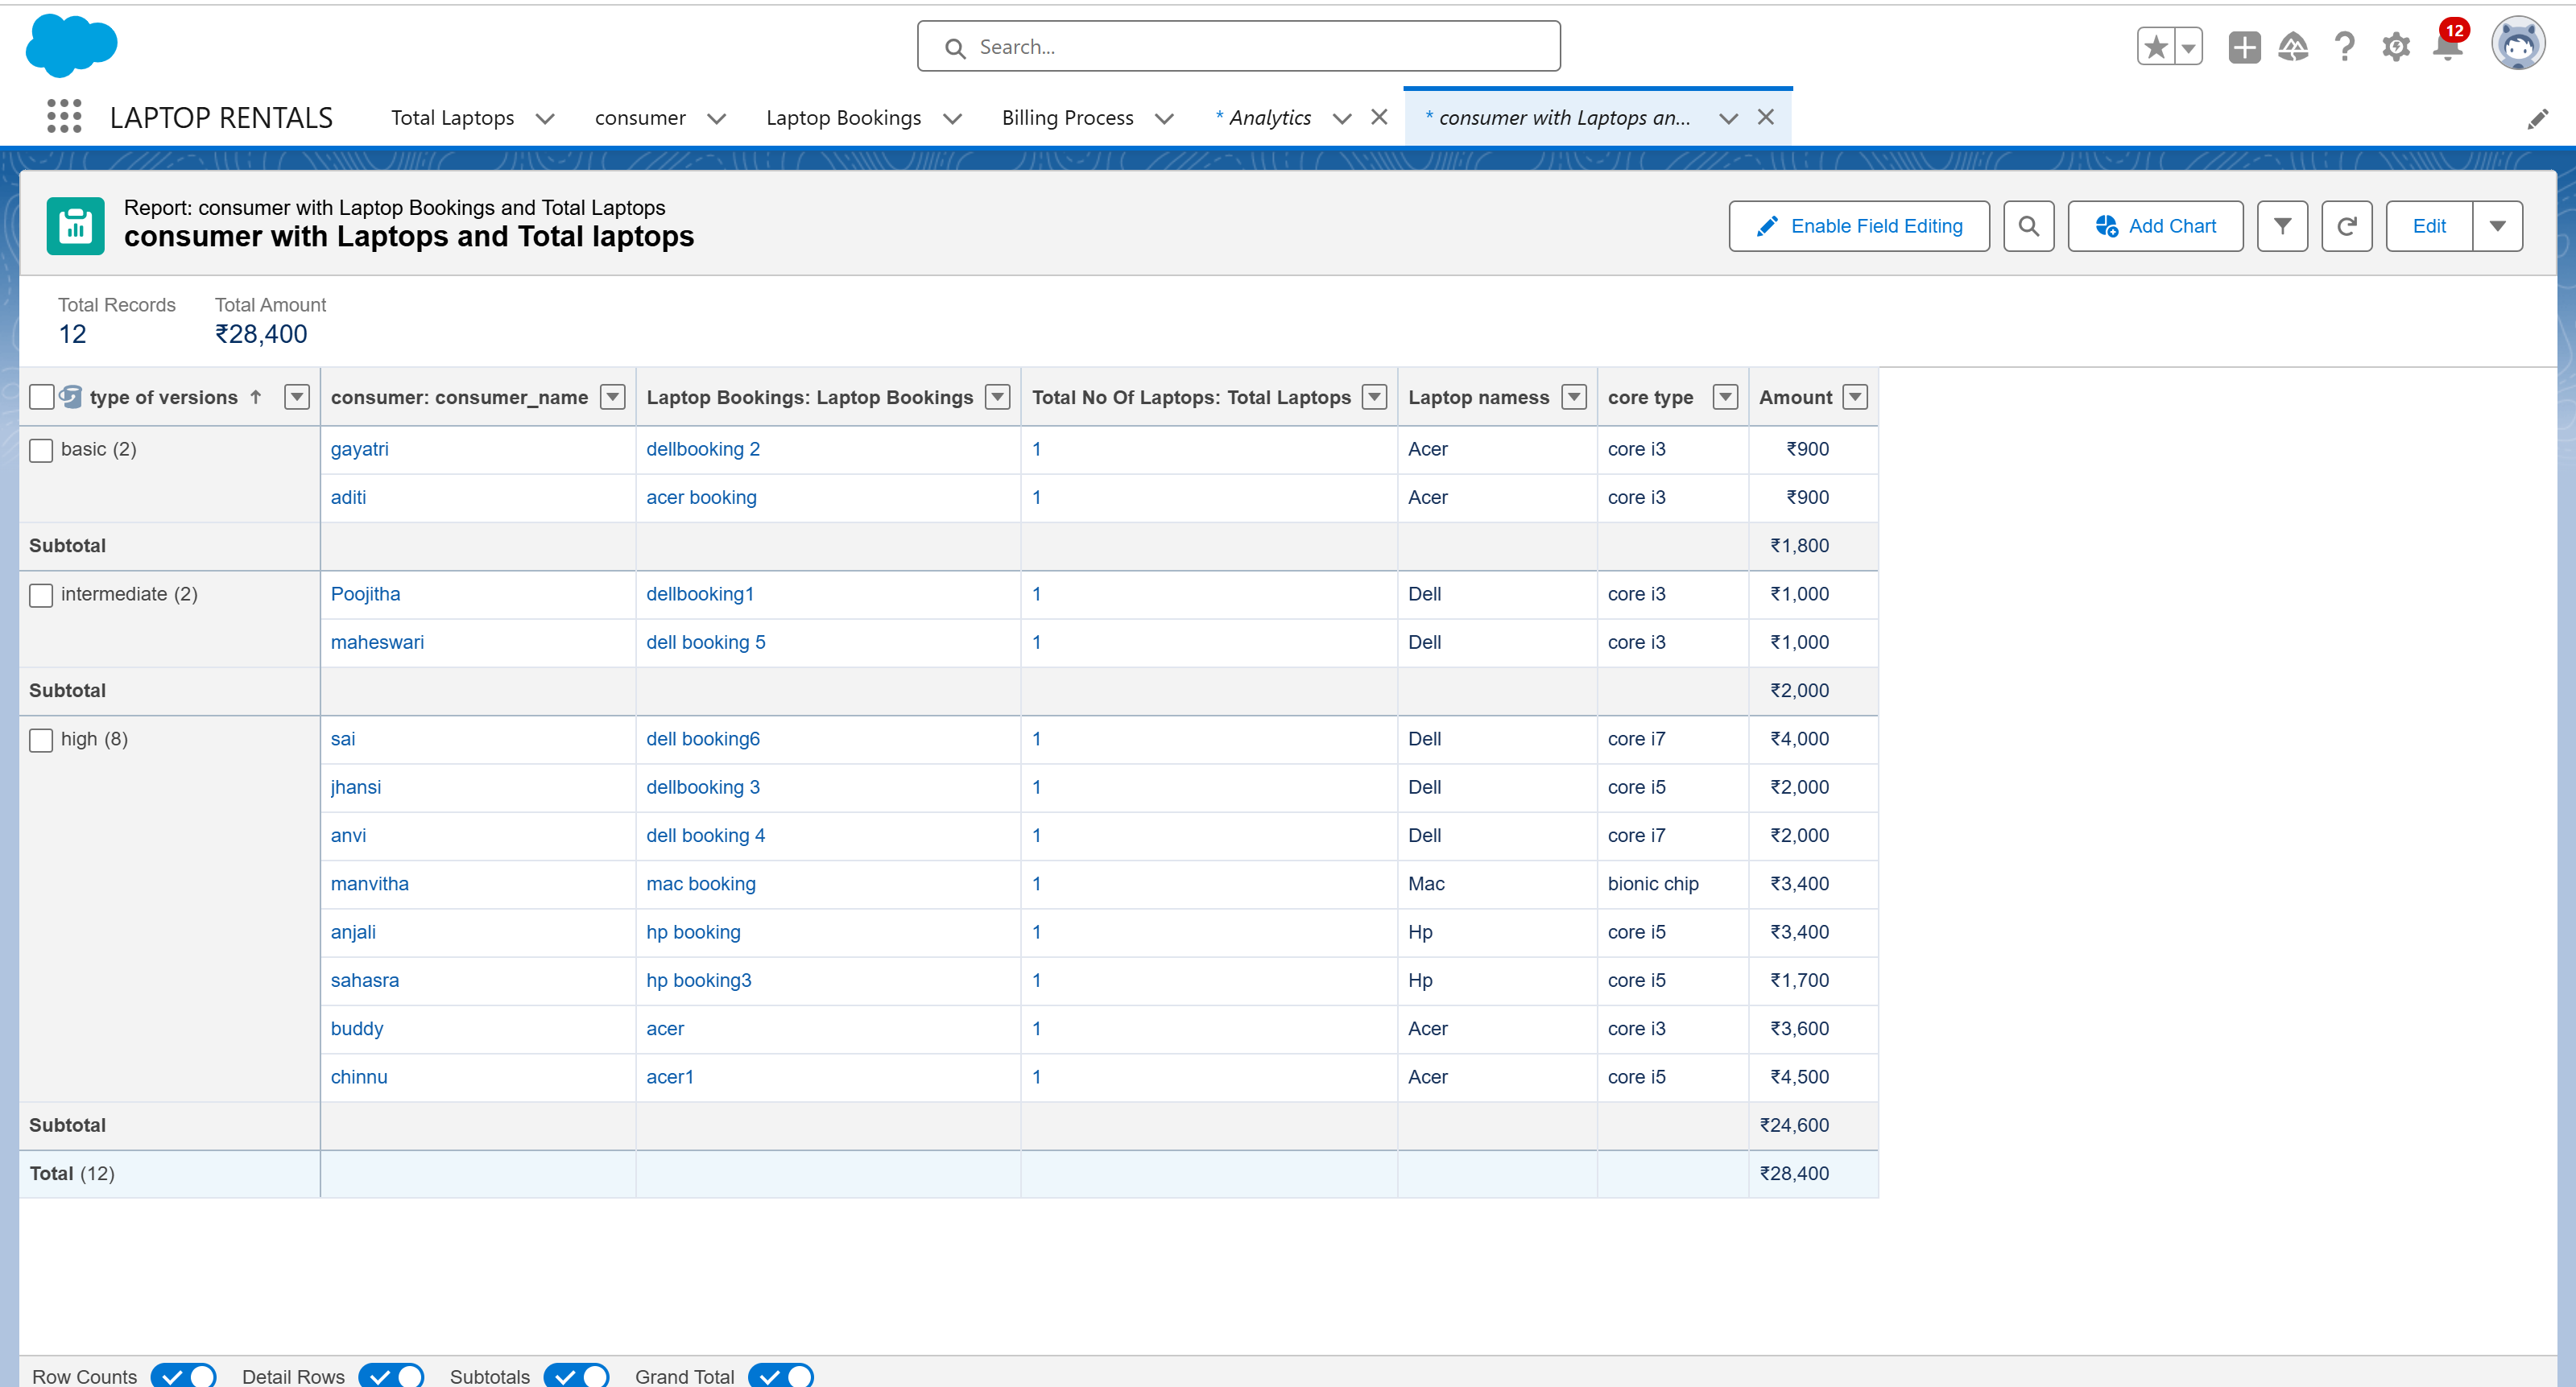 Search...
12
LAPTOP RENTALS Total Laptops consumer Laptop Bookings Billing Process * Analytics * consumer with Laptops an...
Report: consumer with Laptop Bookings and Total Laptops
consumer with Laptops and Total laptops
Enable Field Editing Add Chart Edit
Total Records Total Amount
12 ₹28,400
type of versions ↑ consumer: consumer_name Laptop Bookings: Laptop Bookings Total No Of Laptops: Total Laptops Laptop namess core type Amount
basic (2) gayatri dellbooking 2 1 Acer core i3 ₹900
aditi acer booking 1 Acer core i3 ₹900
Subtotal ₹1,800
intermediate (2) Poojitha dellbooking1 1 Dell core i3 ₹1,000
maheswari dell booking 5 1 Dell core i3 ₹1,000
Subtotal ₹2,000
high (8) sai dell booking6 1 Dell core i7 ₹4,000
jhansi dellbooking 3 1 Dell core i5 ₹2,000
anvi dell booking 4 1 Dell core i7 ₹2,000
manvitha mac booking 1 Mac bionic chip ₹3,400
anjali hp booking 1 Hp core i5 ₹3,400
sahasra hp booking3 1 Hp core i5 ₹1,700
buddy acer 1 Acer core i3 ₹3,600
chinnu acer1 1 Acer core i5 ₹4,500
Subtotal ₹24,600
Total (12) ₹28,400
Row Counts Detail Rows Subtotals Grand Total